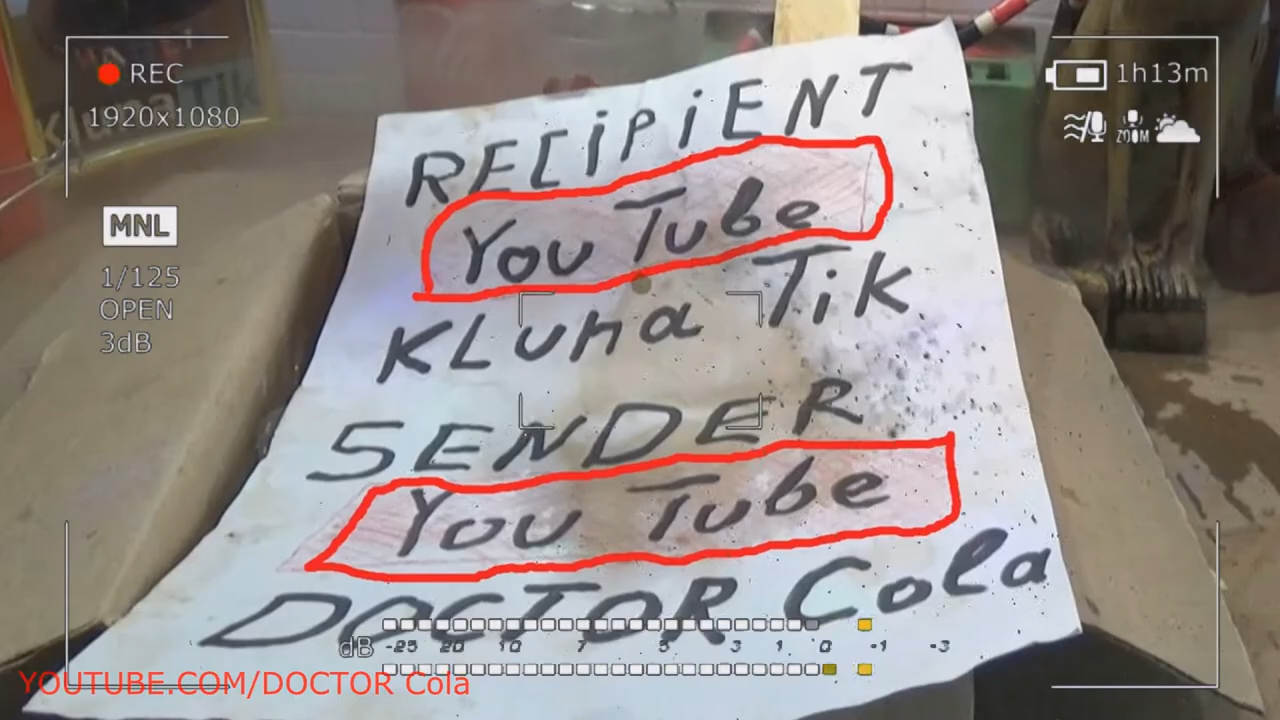 REC
1920x1080
1h13m
ZOOM
MNL
1/125
OPEN
3dB
RECiPiENT
You Tube
KLuna Tik
SENDER
You Tube
DOCTOR Cola
dB -25 20 10 7 5 3 1 0 -1 -3
YOUTUBE.COM/DOCTOR Cola